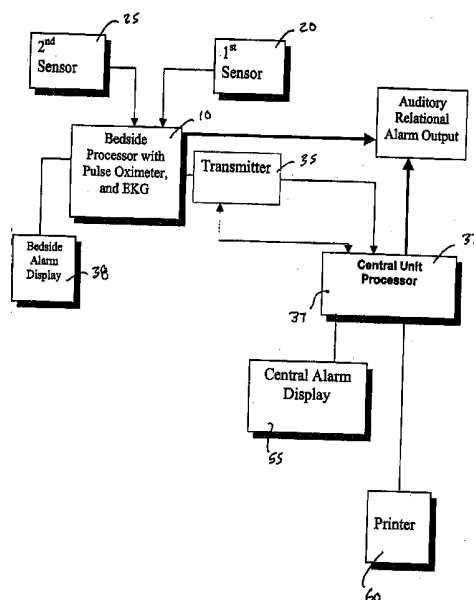 25
2nd
Sensor
20
1st
Sensor
10
Bedside
Processor with
Pulse Oximeter,
and EKG
Auditory
Relational
Alarm Output
Transmitter
35
Bedside
Alarm
Display
38
37
Central Unit
Processor
37
Central Alarm
Display
55
Printer
60